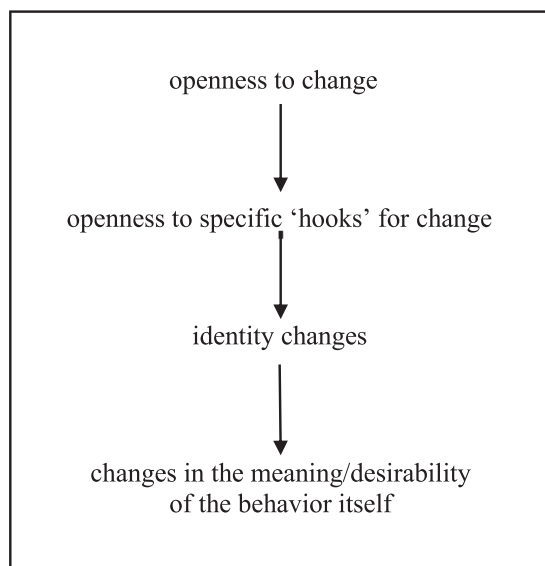 openness to change
openness to specific ‘hooks’ for change
identity changes
changes in the meaning/desirability
of the behavior itself